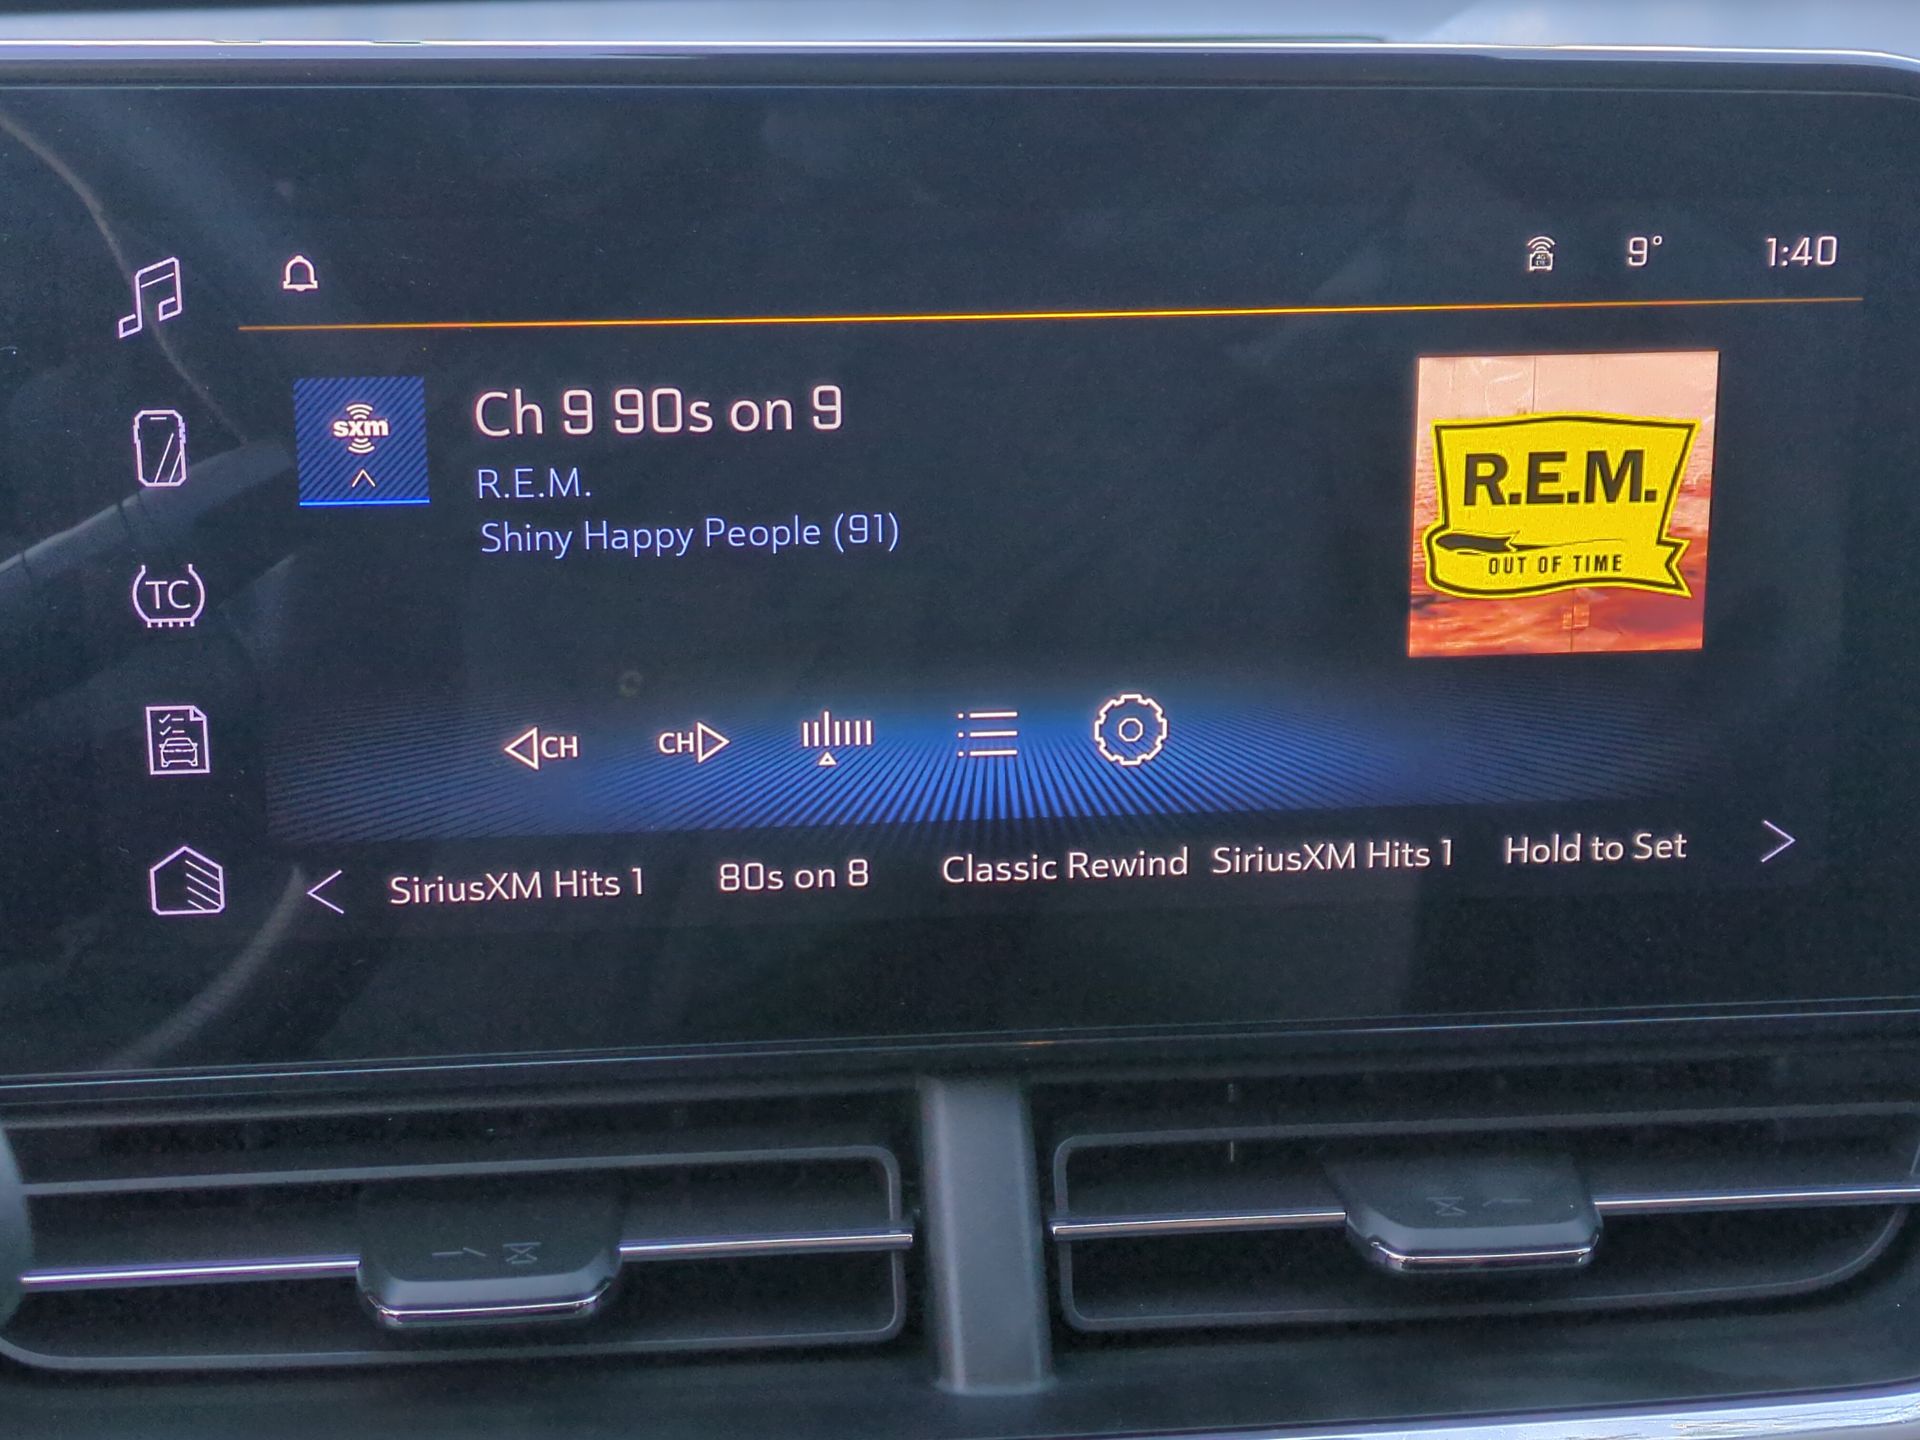 9° 1:40
sxm
Ch 9 90s on 9
R.E.M.
Shiny Happy People (91)
R.E.M.
OUT OF TIME
TC
CH CH
SiriusXM Hits 1 80s on 8 Classic Rewind SiriusXM Hits 1 Hold to Set